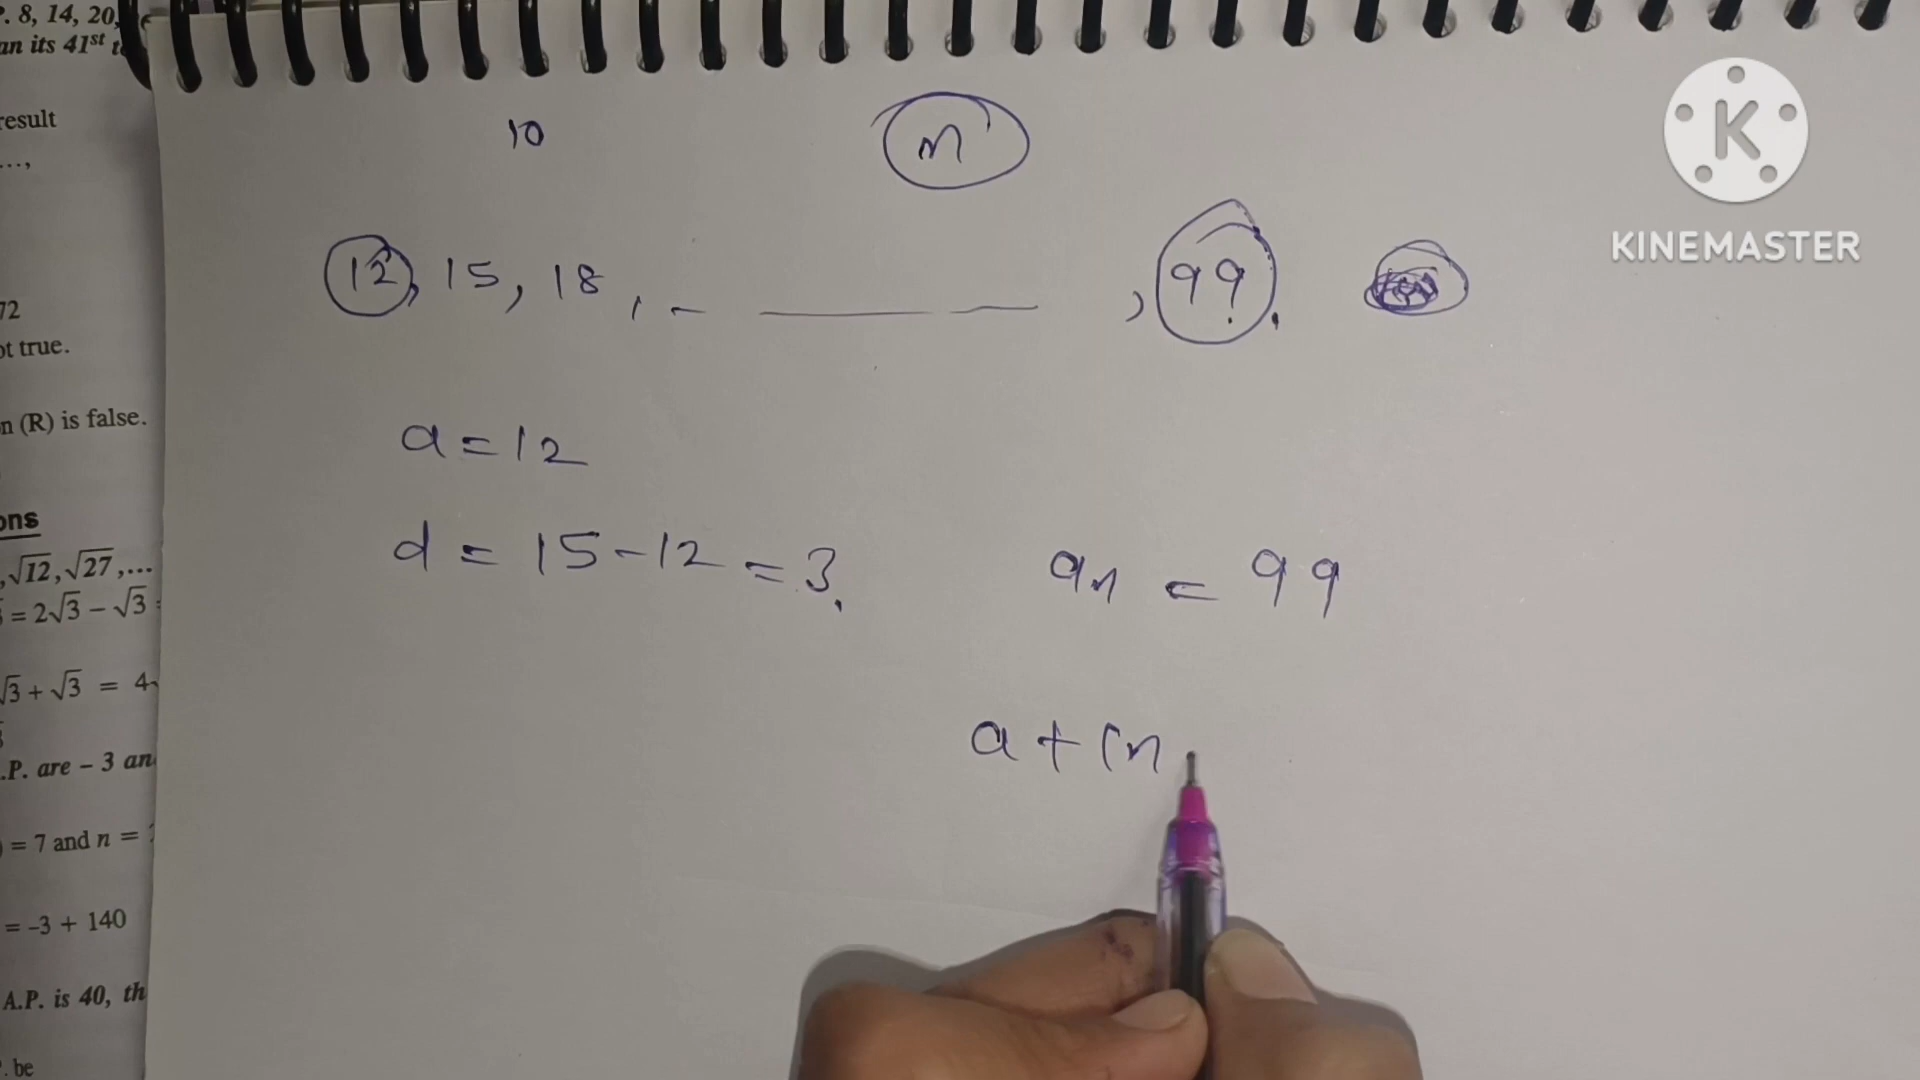 . 8, 14, 20,
an its 41st
result
...,
72
ot true.
n (R) is false.
ons
, √12, √27, ...
= 2√3 – √3
√3 + √3 = 4
.P. are – 3 an
= 7 and n =
= –3 + 140
A.P. is 40, th
. be
10
n
12, 15, 18, - ___ __ , 99.
a = 12
d = 15 - 12 = 3.
an = 99
a + (n
KINEMASTER